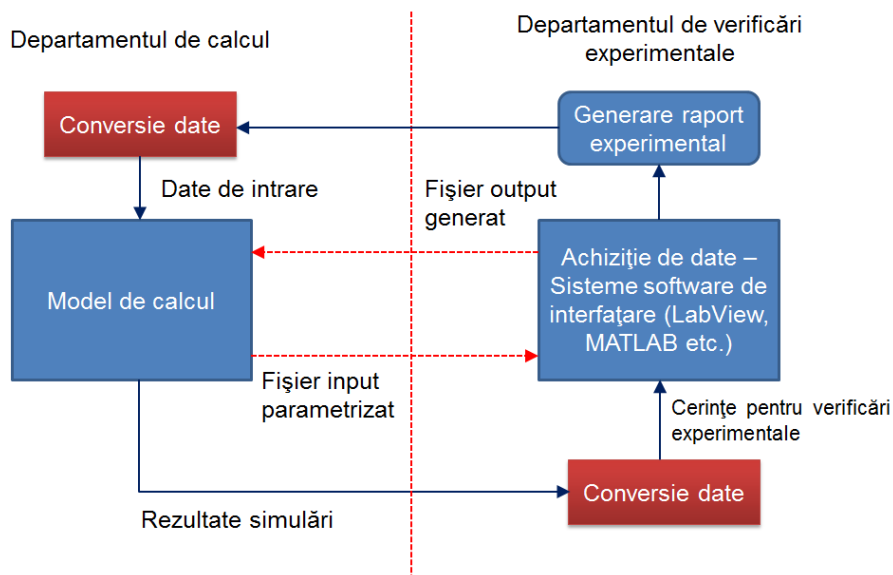 Departamentul de calcul
Departamentul de verificări
experimentale
Conversie date
Generare raport
experimental
Date de intrare
Fişier output
generat
Model de calcul
Achiziţie de date –
Sisteme software de
interfaţare (LabView,
MATLAB etc.)
Fişier input
parametrizat
Cerinţe pentru verificări
experimentale
Conversie date
Rezultate simulări